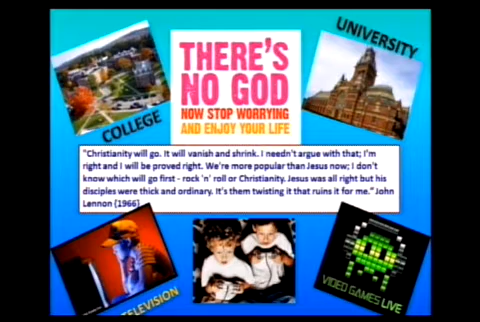 UNIVERSITY
THERE'S
NO GOD
NOW STOP WORRYING
AND ENJOY YOUR LIFE
COLLEGE
"Christianity will go. It will vanish and shrink. I needn't argue with that; I'm
right and I will be proved right. We're more popular than Jesus now; I don't
know which will go first - rock 'n' roll or Christianity. Jesus was all right but his
disciples were thick and ordinary. It's them twisting it that ruins it for me." John
Lennon (1966)
TELEVISION
VIDEO GAMES LIVE